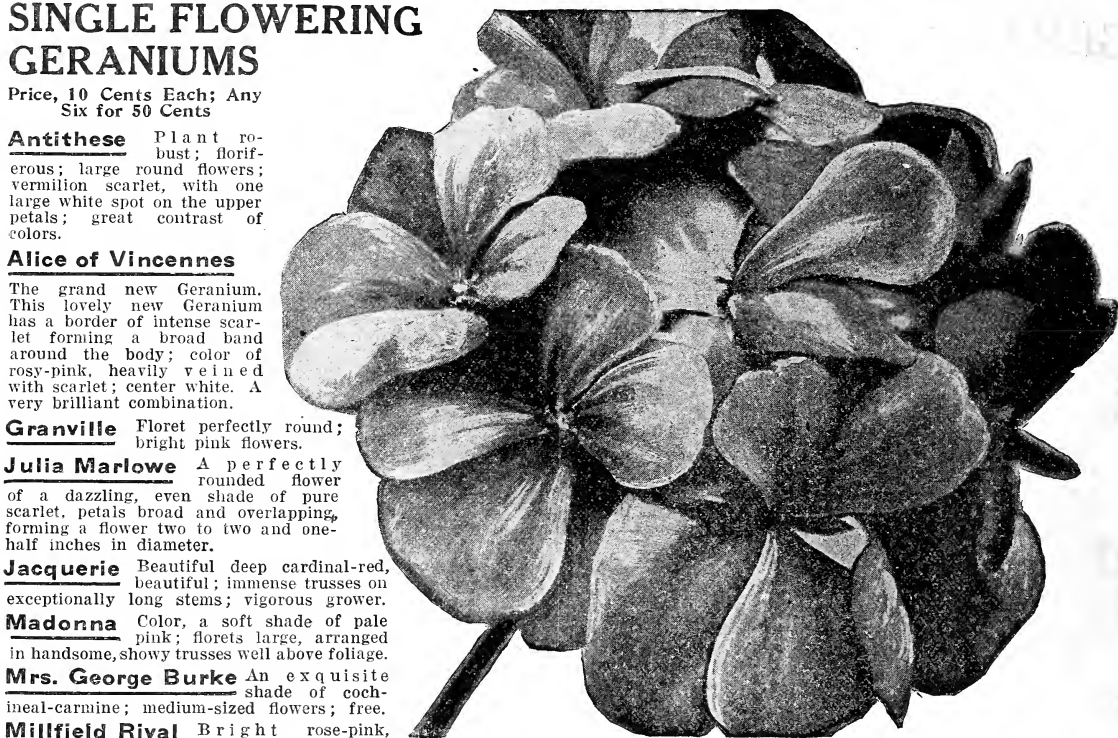 SINGLE FLOWERING
GERANIUMS
Price, 10 Cents Each; Any
Six for 50 Cents
Antithese Plant ro-
bust; florif-
erous; large round flowers;
vermilion scarlet, with one
large white spot on the upper
petals; great contrast of
colors.
Alice of Vincennes
The grand new Geranium.
This lovely new Geranium
has a border of intense scar-
let forming a broad band
around the body; color of
rosy-pink, heavily veined
with scarlet; center white. A
very brilliant combination.
Granville Floret perfectly round;
bright pink flowers.
Julia Marlowe A perfectly
rounded flower
of a dazzling, even shade of pure
scarlet, petals broad and overlapping,
forming a flower two to two and one-
half inches in diameter.
Jacquerie Beautiful deep cardinal-red,
beautiful; immense trusses on
exceptionally long stems; vigorous grower.
Madonna Color, a soft shade of pale
pink; florets large, arranged
in handsome, showy trusses well above foliage.
Mrs. George Burke An exquisite
shade of coch-
ineal-carmine; medium-sized flowers; free.
Millfield Rival Bright rose-pink,